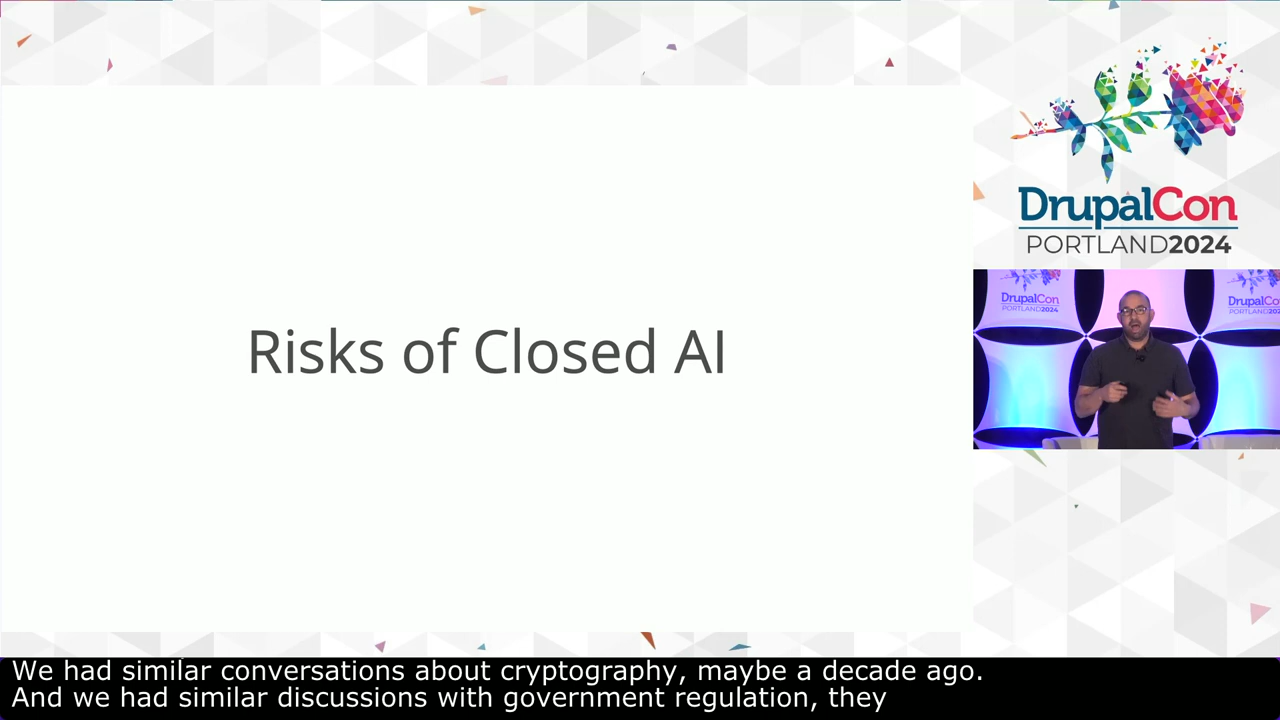 Risks of Closed AI
DrupalCon
PORTLAND2024
DrupalCon
PORTLAND2024
DrupalCon
PORTLAND202
We had similar conversations about cryptography, maybe a decade ago.
And we had similar discussions with government regulation, they